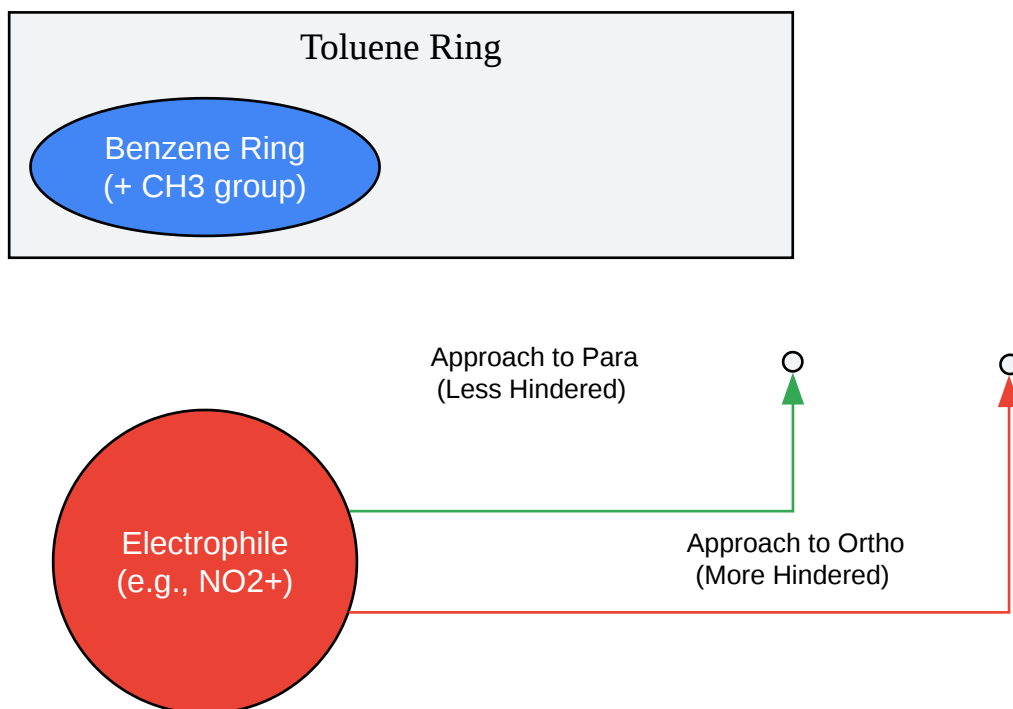 Toluene Ring
Benzene Ring
(+ CH3 group)
Approach to Para
(Less Hindered)
Electrophile
(e.g., NO2+)
Approach to Ortho
(More Hindered)